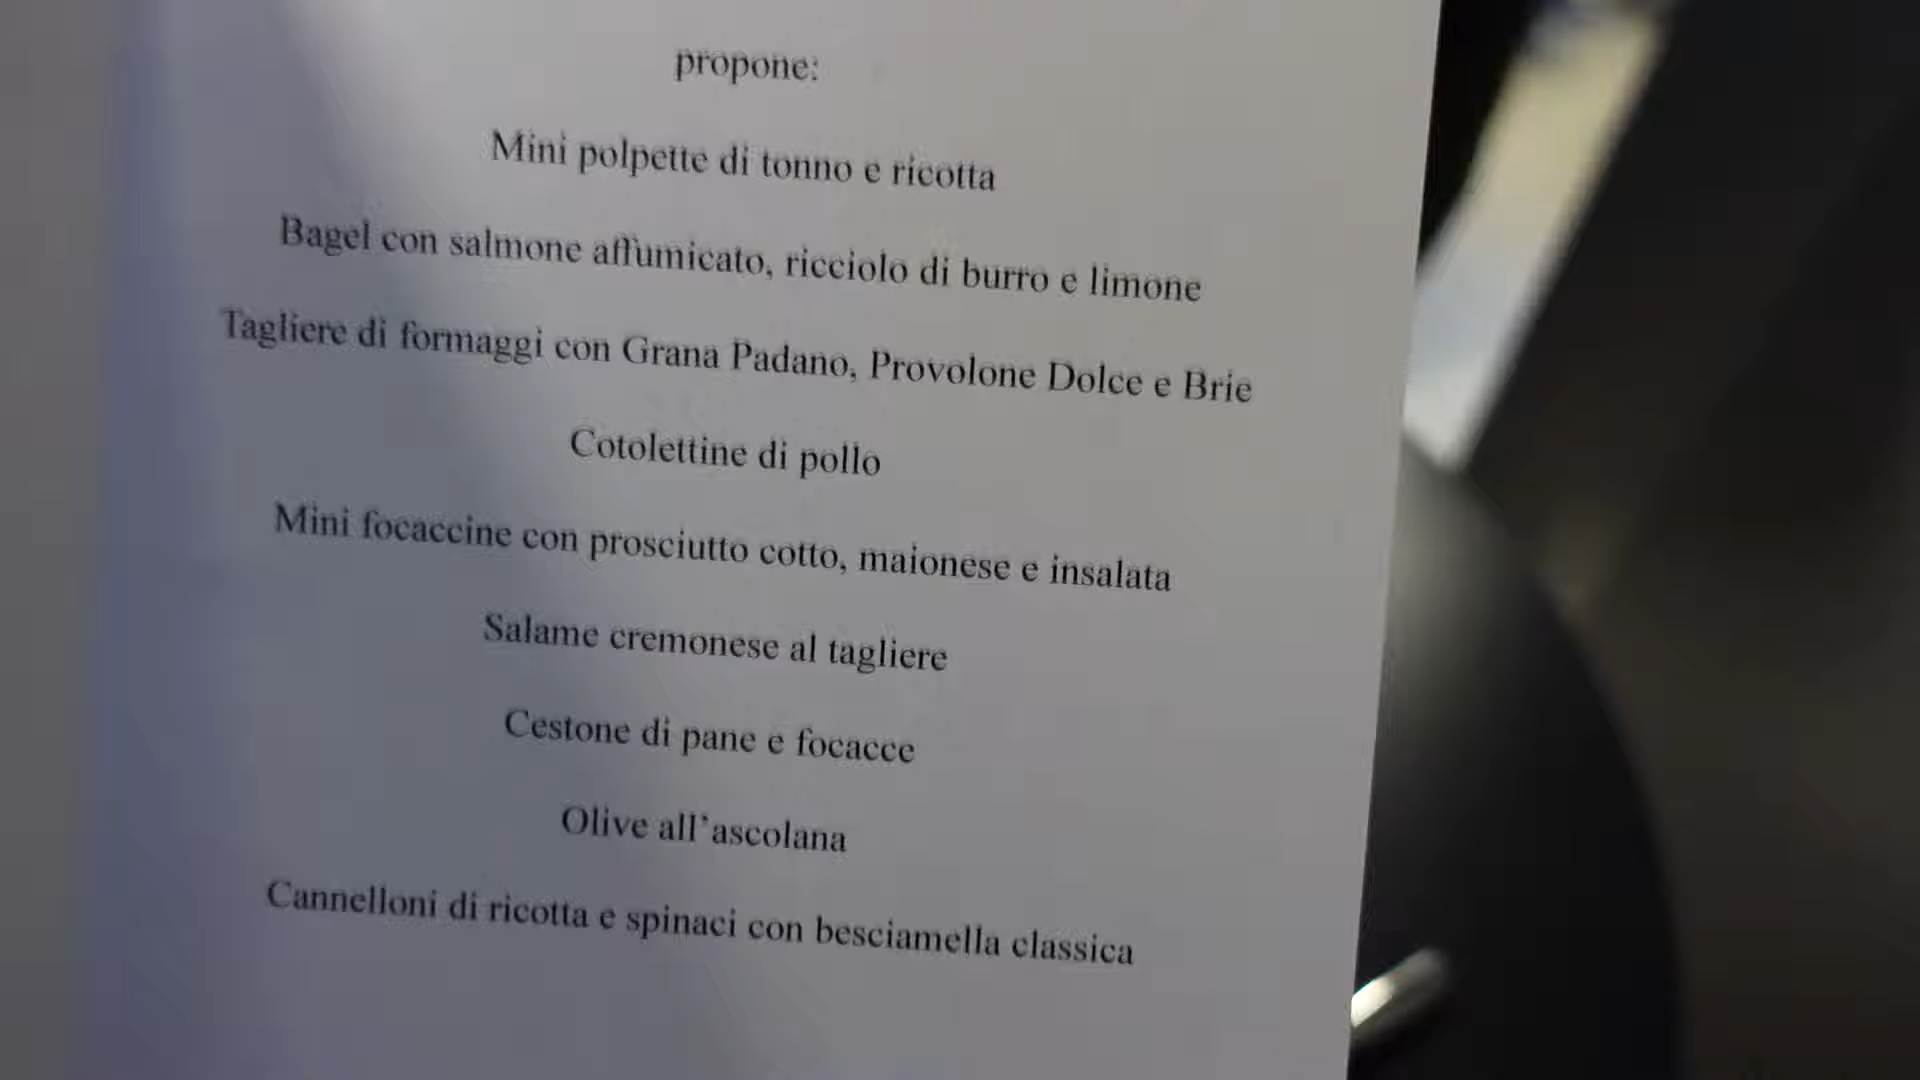 propone:
Mini polpette di tonno e ricotta
Bagel con salmone affumicato, ricciolo di burro e limone
Tagliere di formaggi con Grana Padano, Provolone Dolce e Brie
Cotolettine di pollo
Mini focaccine con prosciutto cotto, maionese e insalata
Salame cremonese al tagliere
Cestone di pane e focacce
Olive all'ascolana
Cannelloni di ricotta e spinaci con besciamella classica